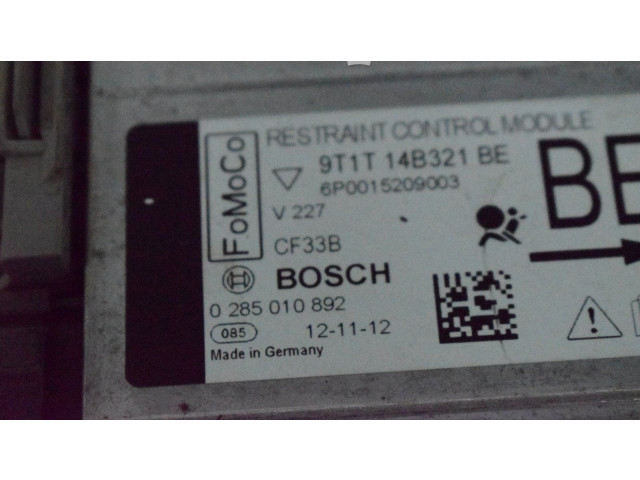 RESTRAINT CONTROL MODULE
FoMoCo
9T1T 14B321 BE
6P0015209003
V 227
CF33B
BE
BOSCH
0 285 010 892
085 12-11-12
Made in Germany